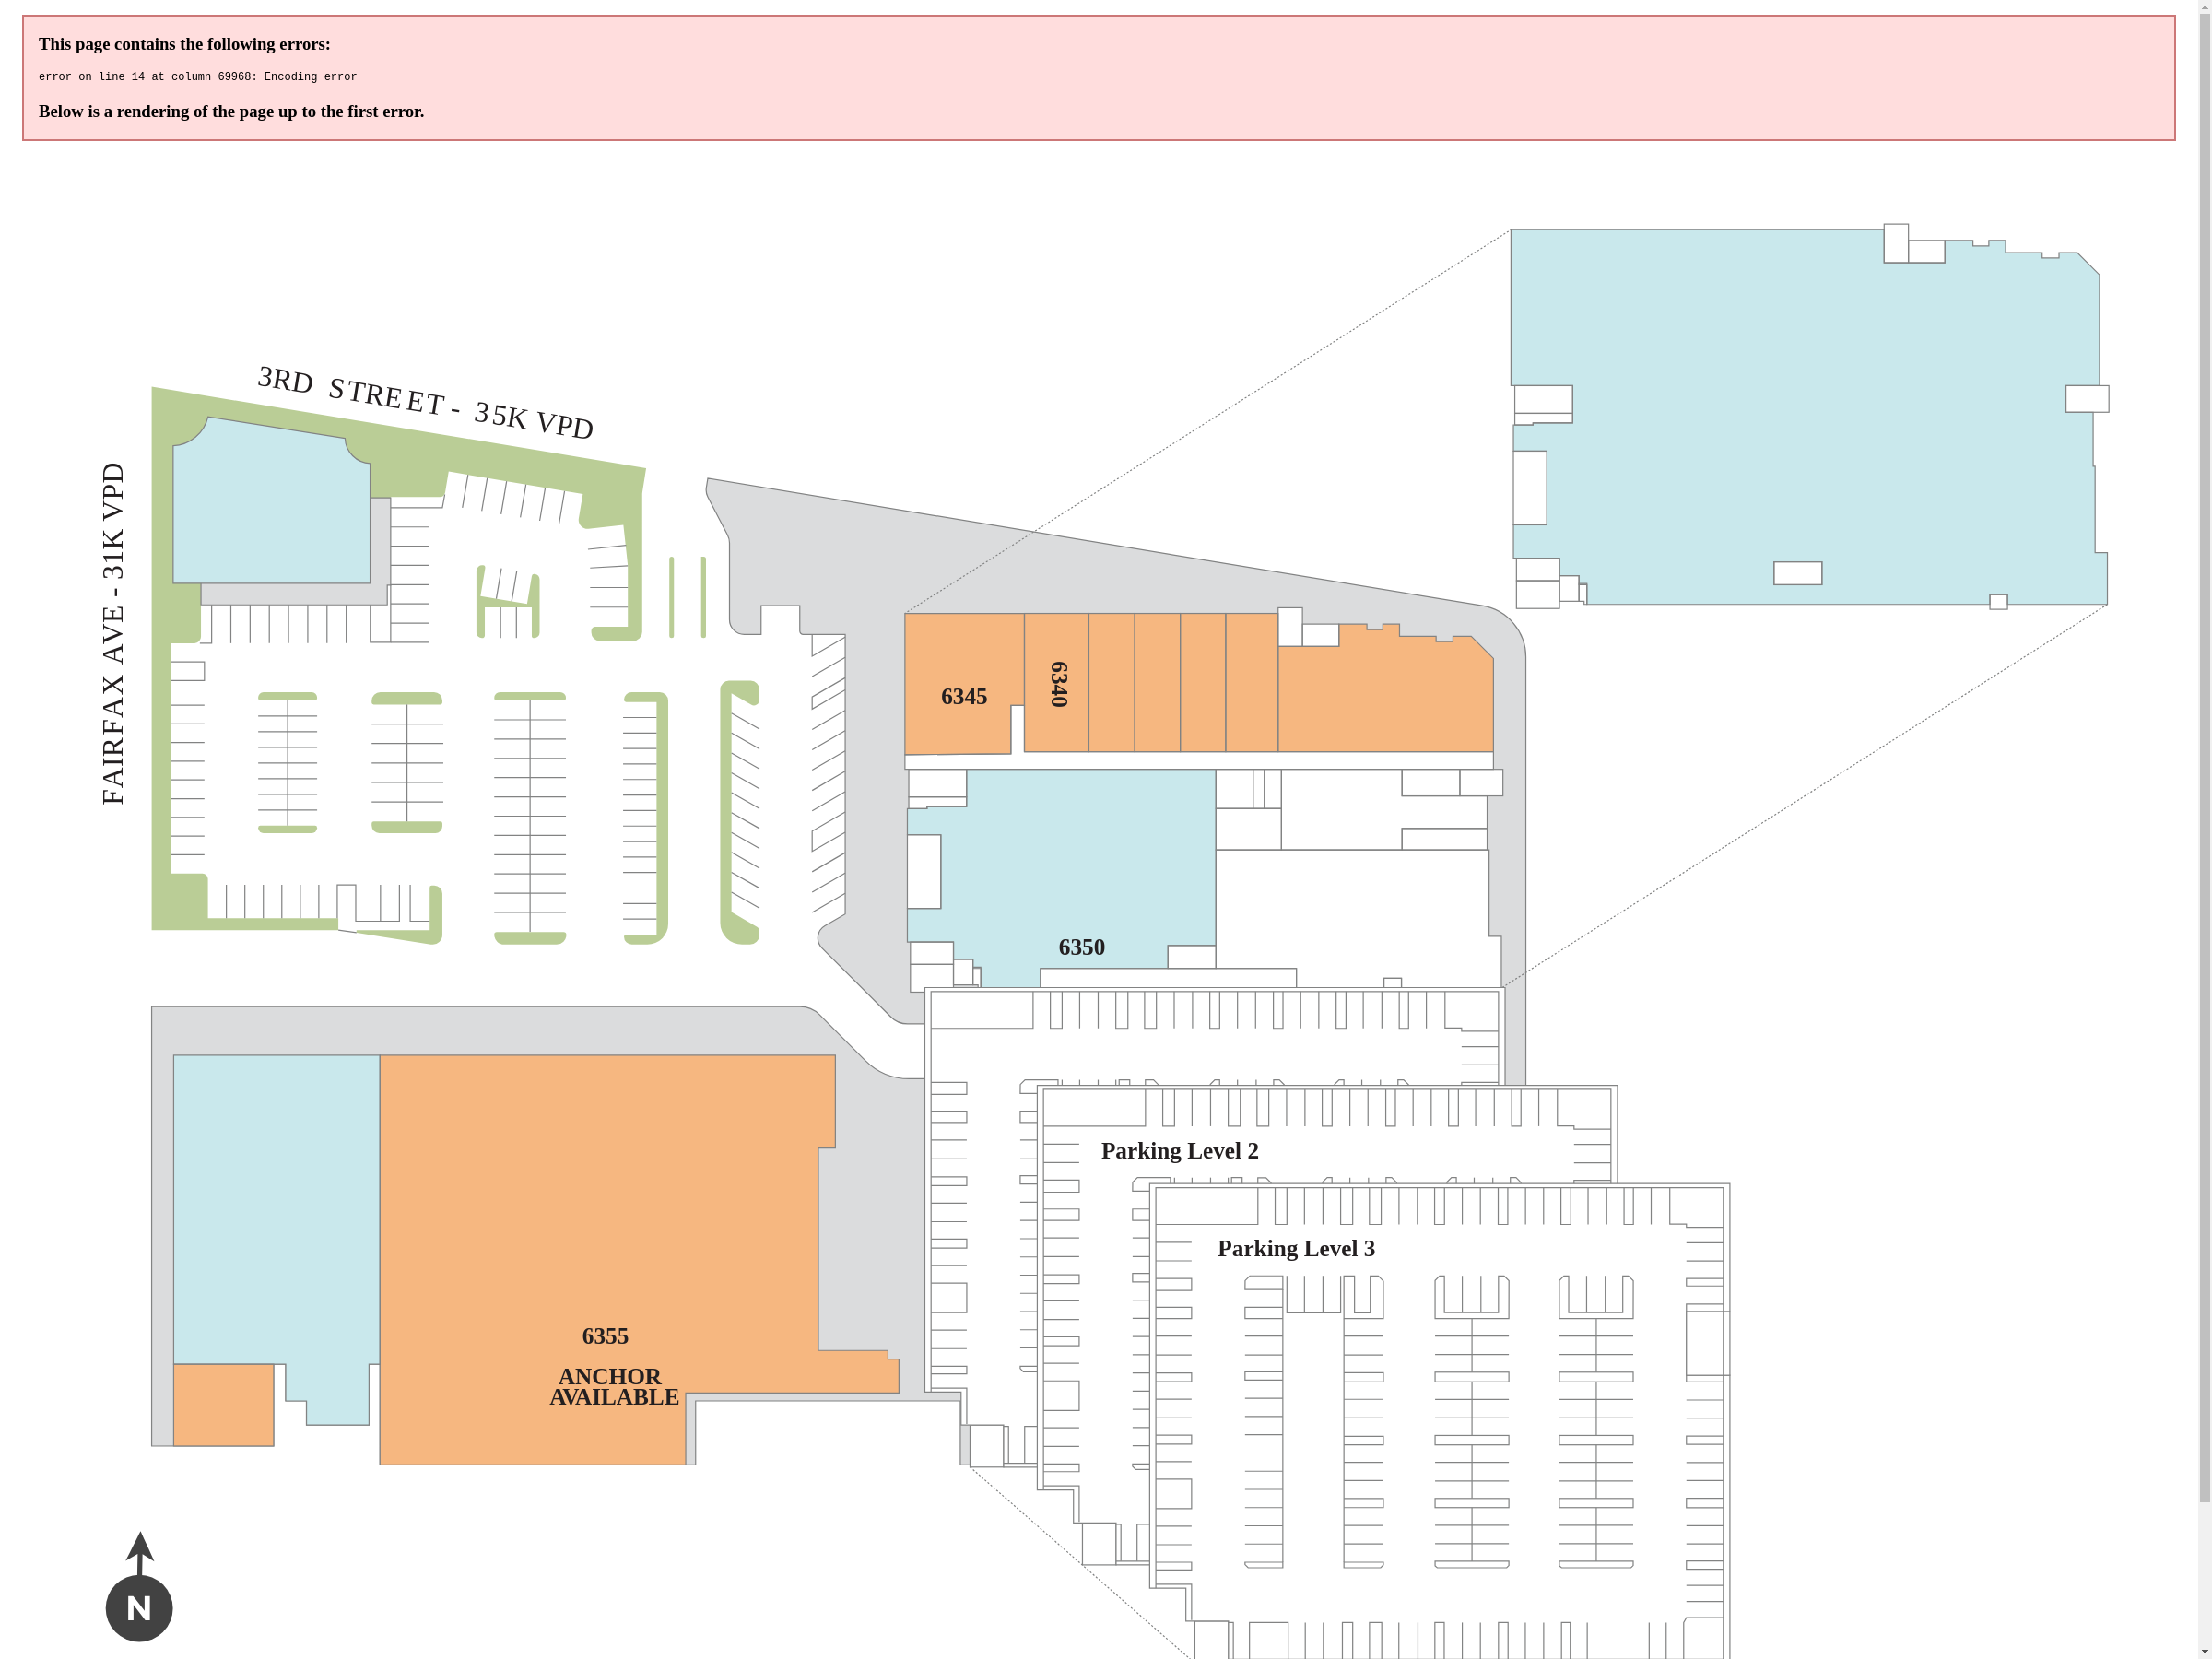 This page contains the following errors:
error on line 14 at column 69968: Encoding error
Below is a rendering of the page up to the first error.
3RD STREET - 35K VPD
FAIRFAX AVE - 31K VPD
6345
6340
6350
Parking Level 2
Parking Level 3
6355
ANCHOR
AVAILABLE
N